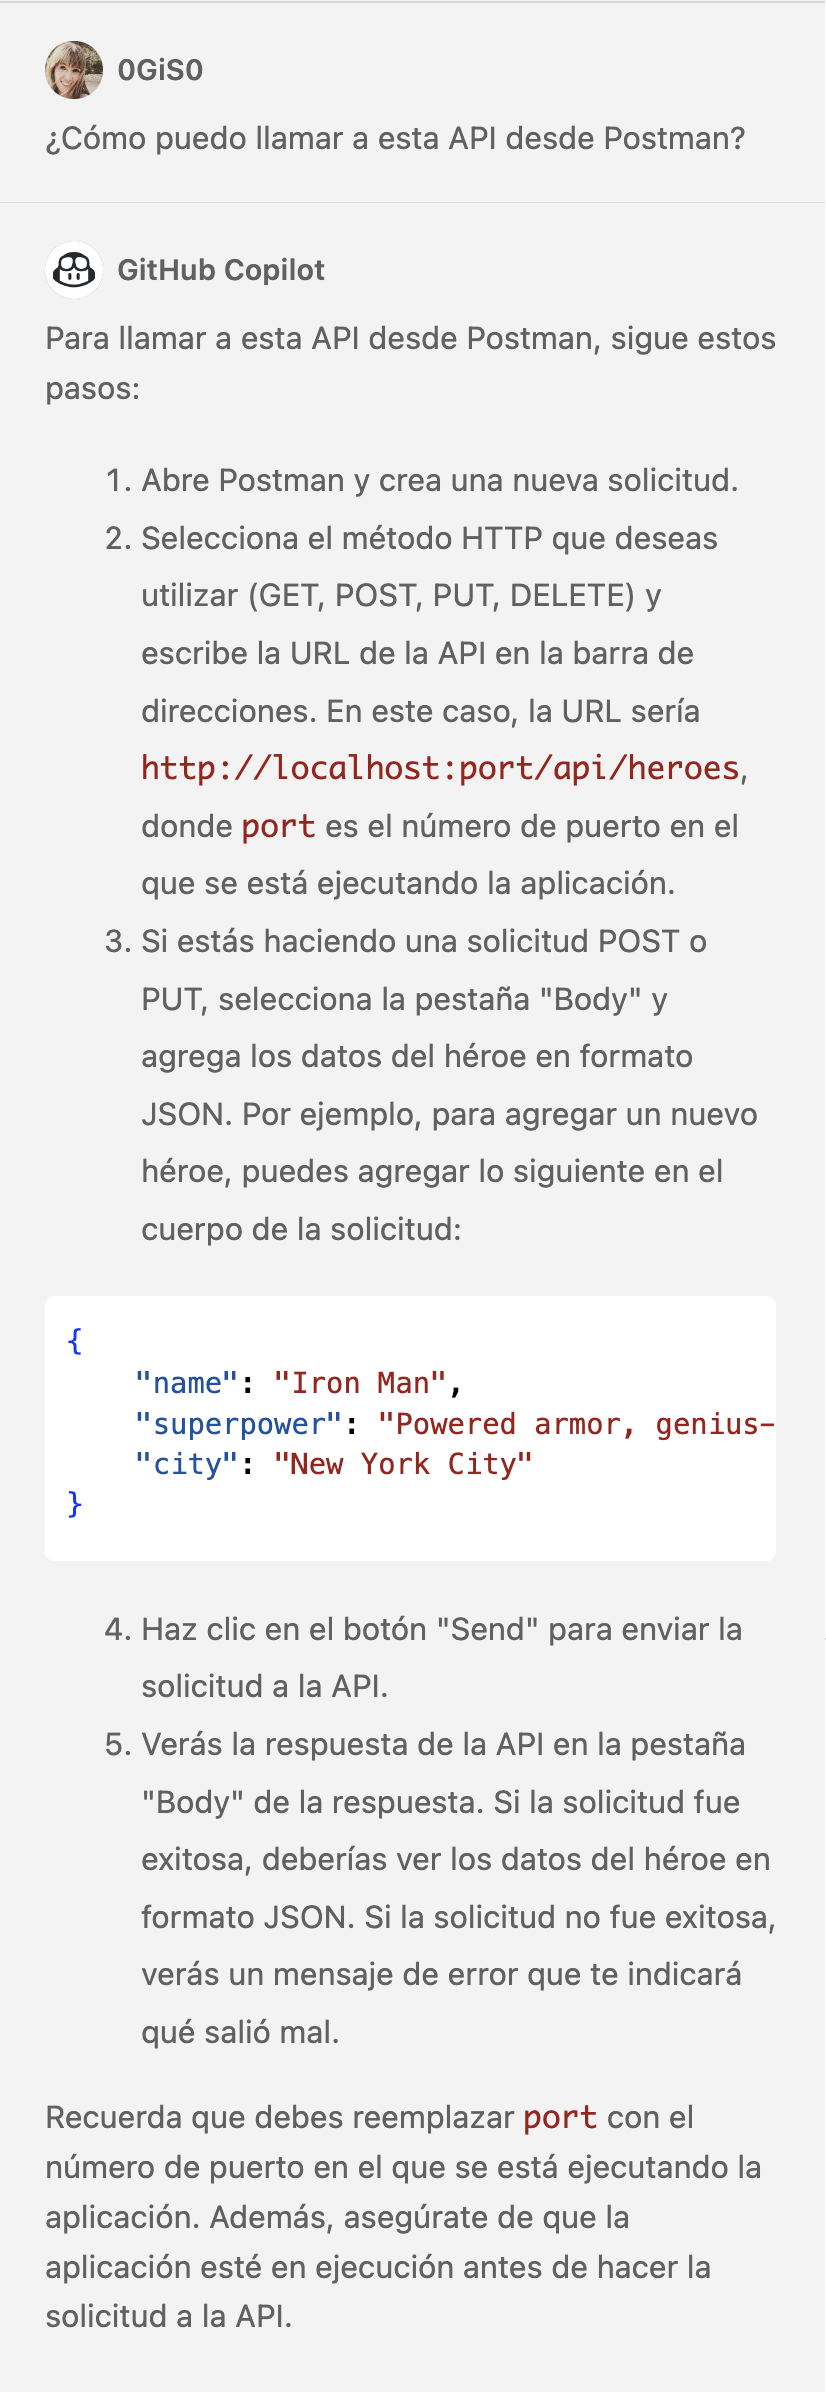 0GiS0
¿Cómo puedo llamar a esta API desde Postman?
GitHub Copilot
Para llamar a esta API desde Postman, sigue estos
pasos:
1. Abre Postman y crea una nueva solicitud.
2. Selecciona el método HTTP que deseas
utilizar (GET, POST, PUT, DELETE) y
escribe la URL de la API en la barra de
direcciones. En este caso, la URL sería
http://localhost:port/api/heroes,
donde port es el número de puerto en el
que se está ejecutando la aplicación.
3. Si estás haciendo una solicitud POST o
PUT, selecciona la pestaña "Body" y
agrega los datos del héroe en formato
JSON. Por ejemplo, para agregar un nuevo
héroe, puedes agregar lo siguiente en el
cuerpo de la solicitud:
{
"name": "Iron Man",
"superpower": "Powered armor, genius-
"city": "New York City"
}
4. Haz clic en el botón "Send" para enviar la
solicitud a la API.
5. Verás la respuesta de la API en la pestaña
"Body" de la respuesta. Si la solicitud fue
exitosa, deberías ver los datos del héroe en
formato JSON. Si la solicitud no fue exitosa,
verás un mensaje de error que te indicará
qué salió mal.
Recuerda que debes reemplazar port con el
número de puerto en el que se está ejecutando la
aplicación. Además, asegúrate de que la
aplicación esté en ejecución antes de hacer la
solicitud a la API.